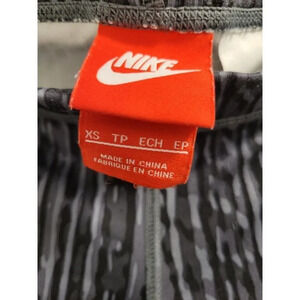 NIKE
XS TP ECH EP
MADE IN CHINA
FABRIQUÉ EN CHINE